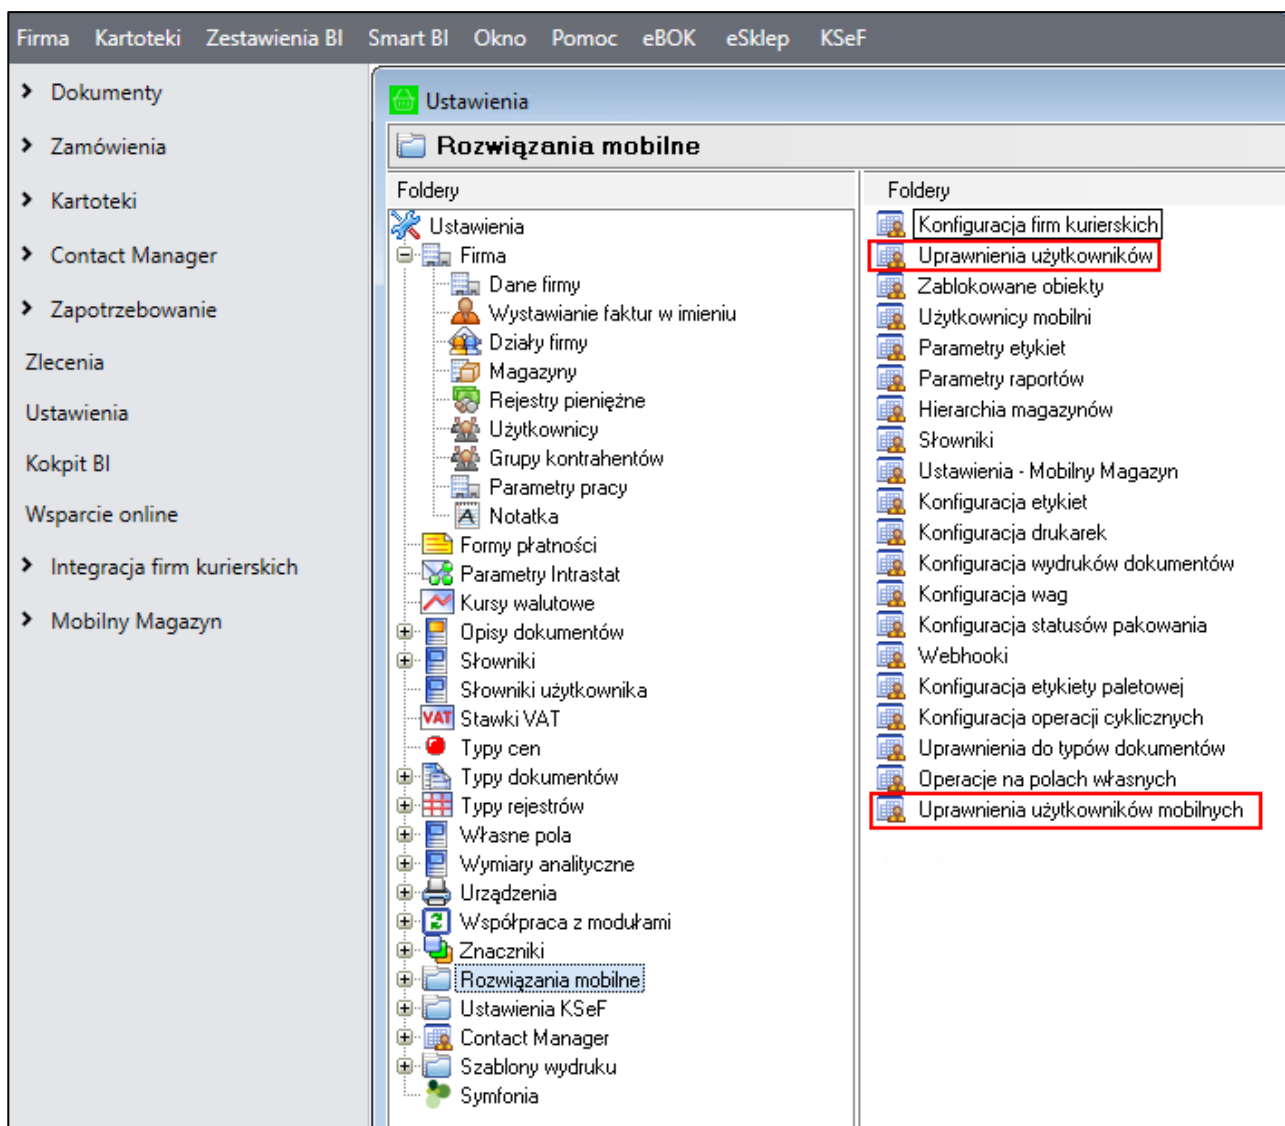 Firma Kartoteki Zestawienia BI Smart BI Okno Pomoc eBOK eSklep KSeF
Dokumenty
Zamówienia
Kartoteki
Contact Manager
Zapotrzebowanie
Zlecenia
Ustawienia
Kokpit BI
Wsparcie online
Integracja firm kurierskich
Mobilny Magazyn
Ustawienia
Rozwiązania mobilne
Foldery
Ustawienia
Firma
Dane firmy
Wystawianie faktur w imieniu
Działy firmy
Magazyny
Rejestry pieniężne
Użytkownicy
Grupy kontrahentów
Parametry pracy
Notatka
Formy płatności
Parametry Intrastat
Kursy walutowe
Opisy dokumentów
Słowniki
Słowniki użytkownika
VAT Stawki VAT
Typy cen
Typy dokumentów
Typy rejestrów
Własne pola
Wymiary analityczne
Urządzenia
Współpraca z modułami
Znaczniki
Rozwiązania mobilne
Ustawienia KSeF
Contact Manager
Szablony wydruku
Symfonia
Foldery
Konfiguracja firm kurierskich
Uprawnienia użytkowników
Zablokowane obiekty
Użytkownicy mobilni
Parametry etykiet
Parametry raportów
Hierarchia magazynów
Słowniki
Ustawienia - Mobilny Magazyn
Konfiguracja etykiet
Konfiguracja drukarek
Konfiguracja wydruków dokumentów
Konfiguracja wag
Konfiguracja statusów pakowania
Webhooki
Konfiguracja etykiety paletowej
Konfiguracja operacji cyklicznych
Uprawnienia do typów dokumentów
Operacje na polach własnych
Uprawnienia użytkowników mobilnych